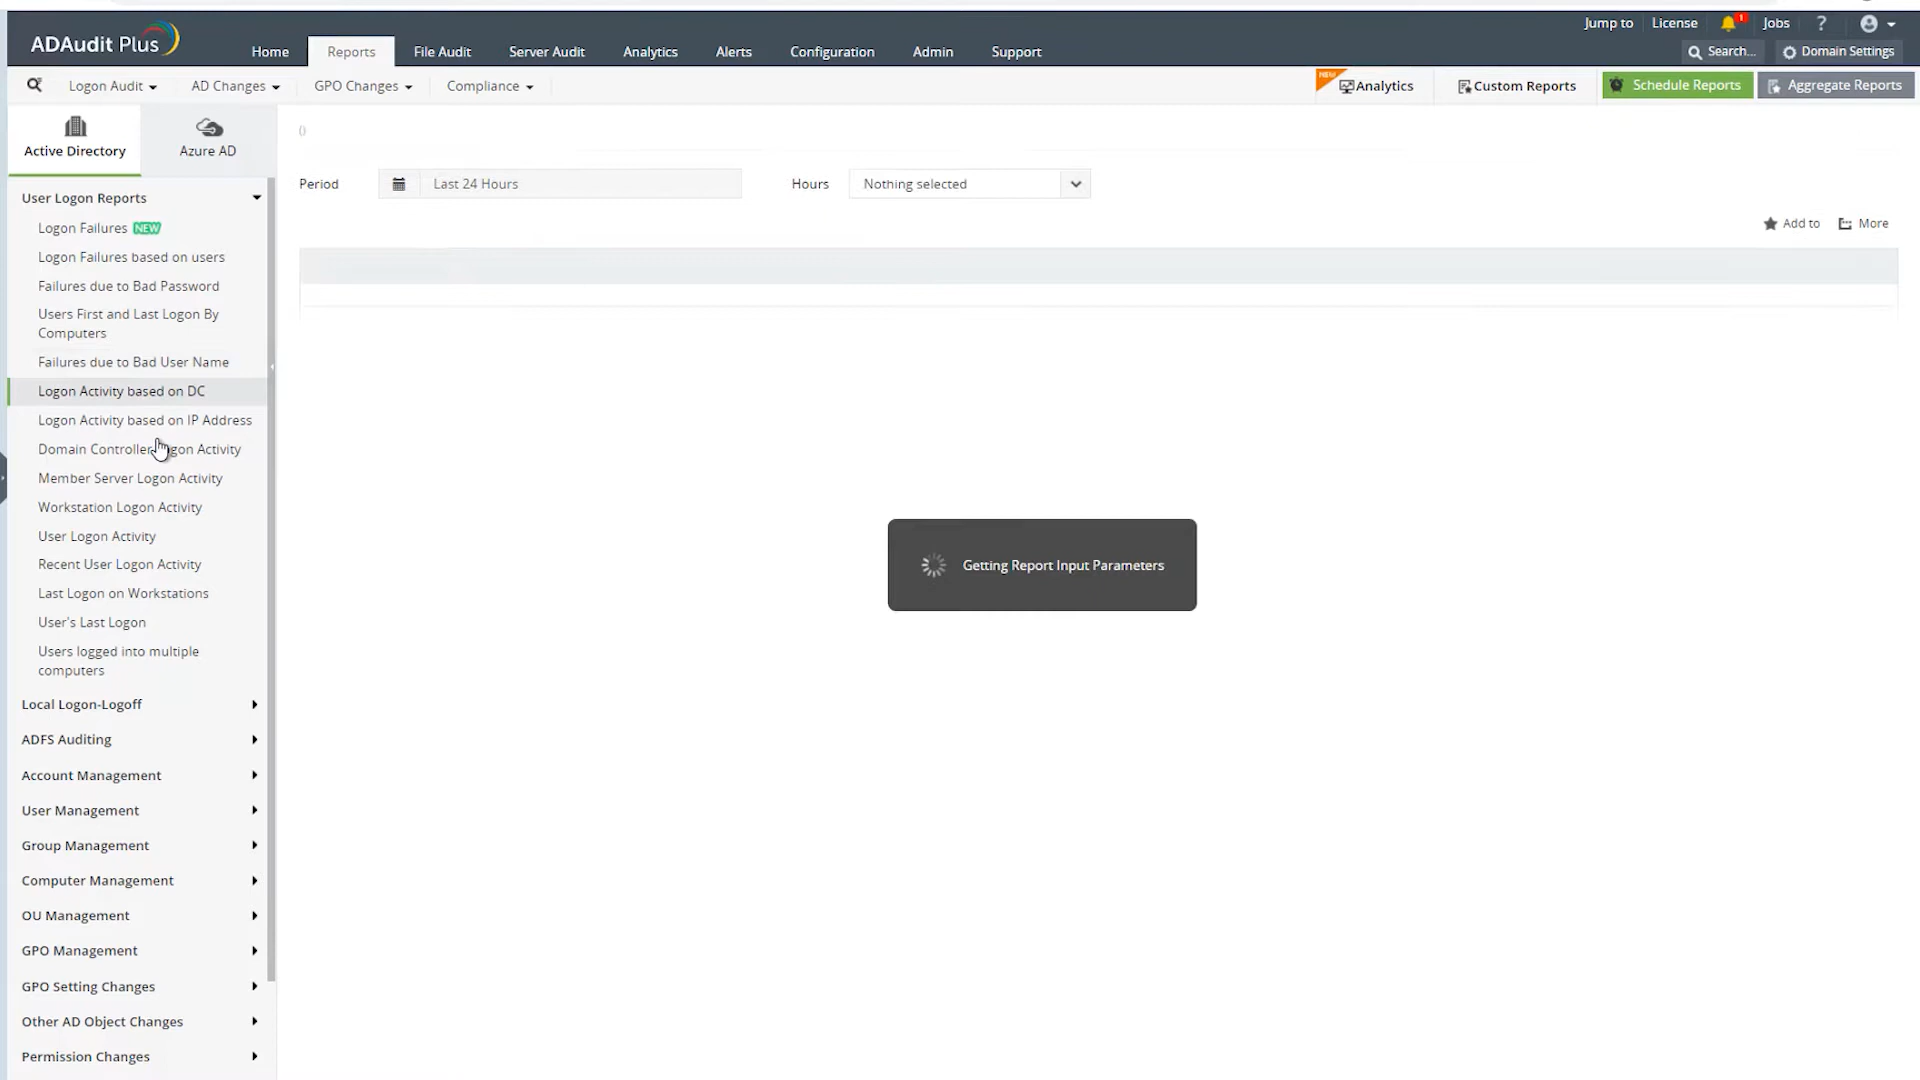 Jump to License 1 Jobs ?
ADAudit Plus
Home Reports File Audit Server Audit Analytics Alerts Configuration Admin Support
Search... Domain Settings
Logon Audit AD Changes GPO Changes Compliance
NEW Analytics Custom Reports Schedule Reports Aggregate Reports
Active Directory Azure AD
()
Period Last 24 Hours Hours Nothing selected
Add to More
User Logon Reports
Logon Failures NEW
Logon Failures based on users
Failures due to Bad Password
Users First and Last Logon By
Computers
Failures due to Bad User Name
Logon Activity based on DC
Logon Activity based on IP Address
Domain Controller Logon Activity
Member Server Logon Activity
Workstation Logon Activity
User Logon Activity
Recent User Logon Activity
Last Logon on Workstations
User's Last Logon
Users logged into multiple
computers
Getting Report Input Parameters
Local Logon-Logoff
ADFS Auditing
Account Management
User Management
Group Management
Computer Management
OU Management
GPO Management
GPO Setting Changes
Other AD Object Changes
Permission Changes